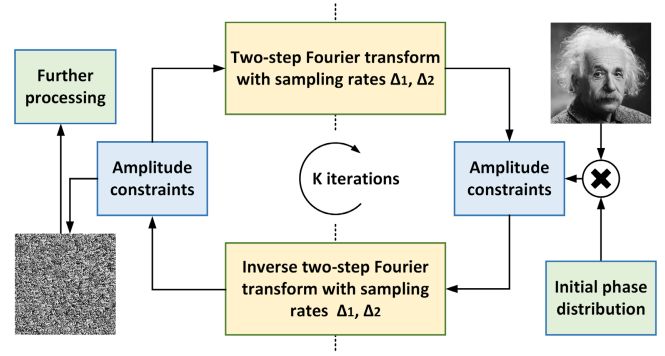 Two-step Fourier transform
with sampling rates Δ1, Δ2
Further
processing
Amplitude
constraints
K iterations
Amplitude
constraints
Inverse two-step Fourier
transform with sampling
rates Δ1, Δ2
Initial phase
distribution